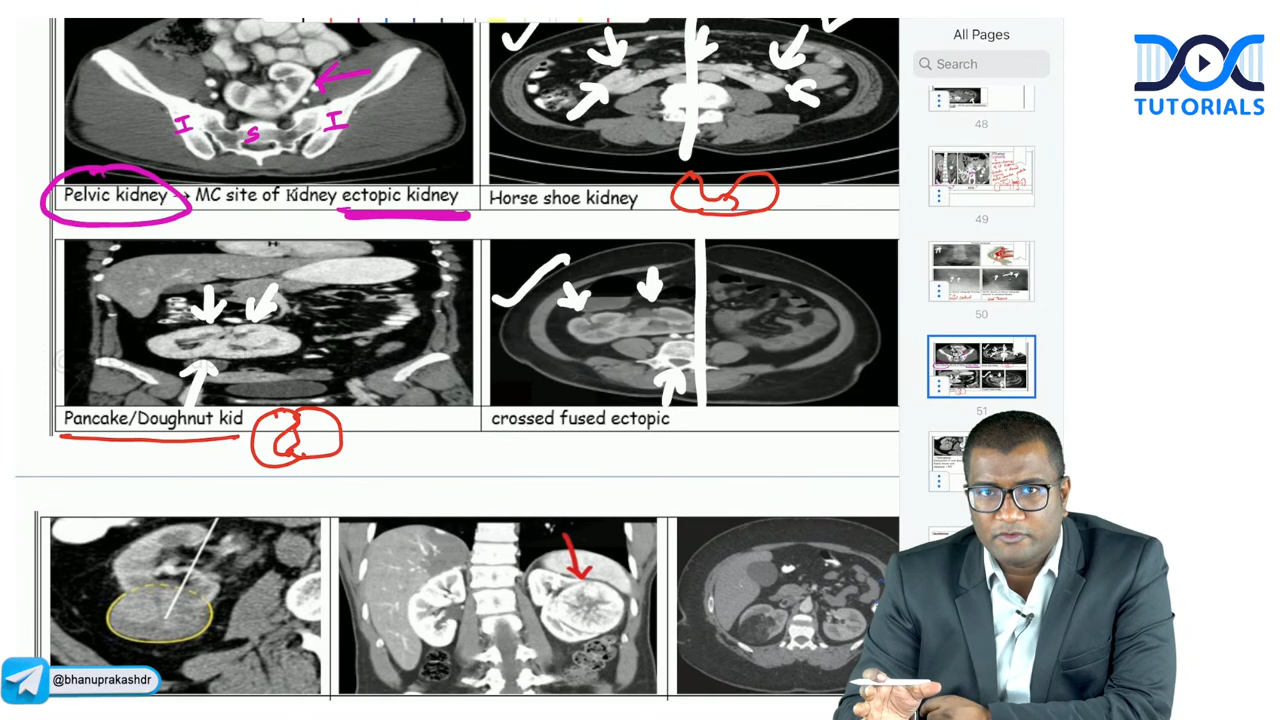 All Pages
Search
DOC
TUTORIALS
48
I
S
I
Pelvic kidney → MC site of Kidney ectopic kidney
Horse shoe kidney
49
50
Pancake/Doughnut kid
crossed fused ectopic
51
@bhanuprakashdr